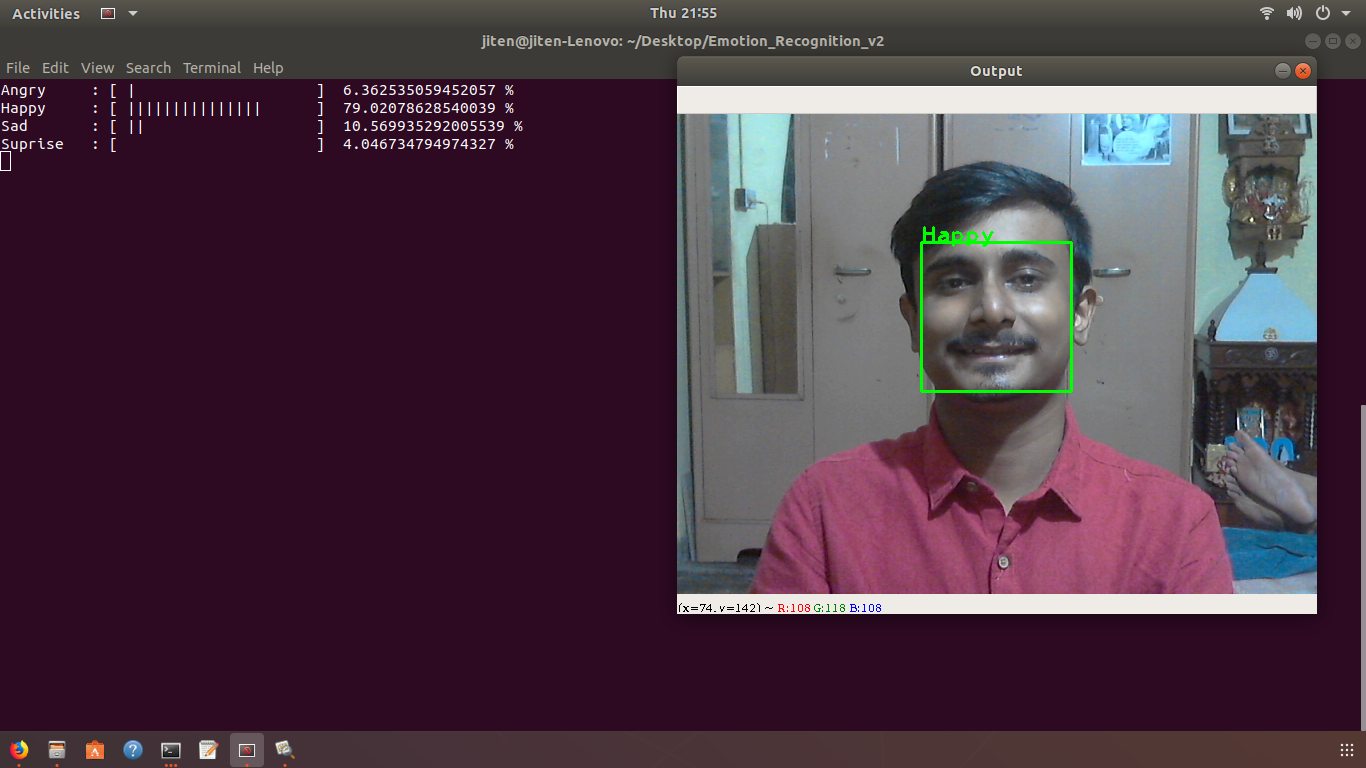 Activities
Thu 21:55
jiten@jiten-Lenovo: ~/Desktop/Emotion_Recognition_v2
File Edit View Search Terminal Help
Output
Angry : [ | ] 6.362535059452057 %
Happy : [ ||||||||||||||| ] 79.02078628540039 %
Sad : [ || ] 10.569935292005539 %
Suprise : [ ] 4.046734794974327 %
Happy
(x=74, y=142) ~ R:108 G:118 B:108